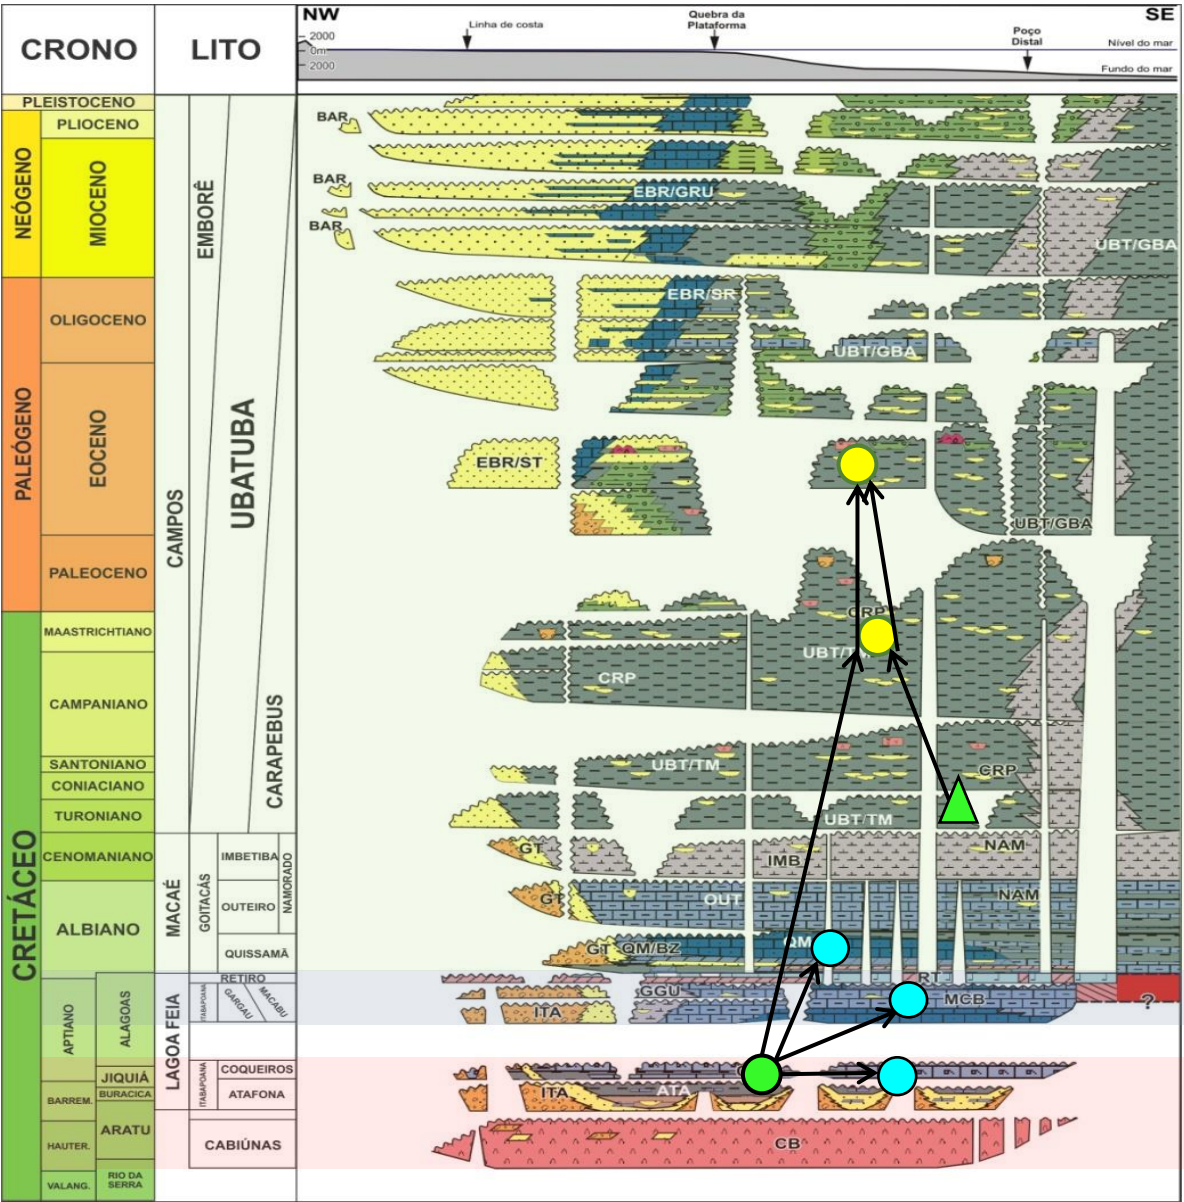 CRONO
LITO
NW
SE
Linha de costa
Quebra da
Plataforma
Poço
Distal
Nível do mar
Fundo do mar
2000
0m
2000
PLEISTOCENO
NEÓGENO
PLIOCENO
MIOCENO
PALEÓGENO
OLIGOCENO
EOCENO
PALEOCENO
CRETÁCEO
MAASTRICHTIANO
CAMPANIANO
SANTONIANO
CONIACIANO
TURONIANO
CENOMANIANO
ALBIANO
APTIANO
ALAGOAS
JIQUIÁ
BARREM.
BURACICA
ARATU
HAUTER.
VALANG.
RIO DA
SERRA
CAMPOS
EMBORÊ
UBATUBA
CARAPEBUS
MACAÉ
GOITACÁS
IMBETIBA
NAMORADO
OUTEIRO
QUISSAMÃ
LAGOA FEIA
RETIRO
ITABAPOANA
GARGAU
MACABU
ITABAPOANA
COQUEIROS
ATAFONA
CABIÚNAS
BAR
BAR
EBR/GRU
BAR
UBT/GBA
EBR/SR
UBT/GBA
EBR/ST
UBT/GBA
CRP
UBT/TM
CRP
UBT/TM
CRP
UBT/TM
GT
IMB
NAM
GT
OUT
NAM
GT
QM/BZ
QM
RT
GGU
MCB
ITA
?
ITA
ATA
CB